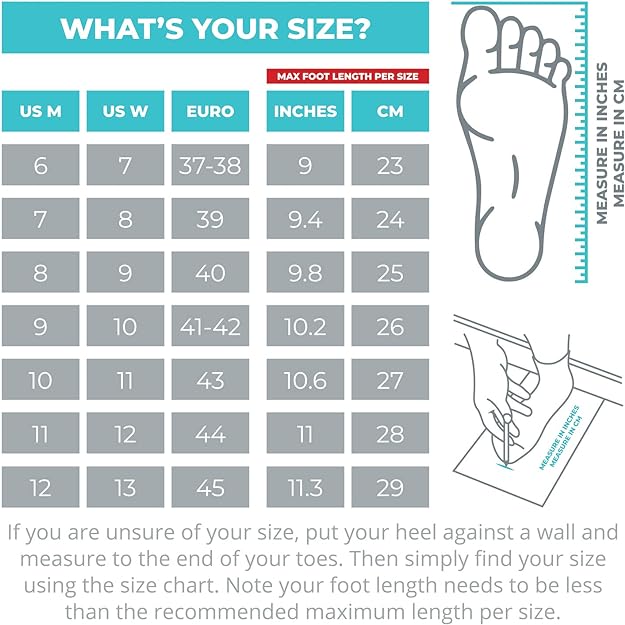 WHAT'S YOUR SIZE?
MAX FOOT LENGTH PER SIZE
US M US W EURO INCHES CM
6 7 37-38 9 23
7 8 39 9.4 24
8 9 40 9.8 25
9 10 41-42 10.2 26
10 11 43 10.6 27
11 12 44 11 28
12 13 45 11.3 29
MEASURE IN INCHES
MEASURE IN CM
MEASURE IN INCHES
MEASURE IN CM
If you are unsure of your size, put your heel against a wall and
measure to the end of your toes. Then simply find your size
using the size chart. Note your foot length needs to be less
than the recommended maximum length per size.